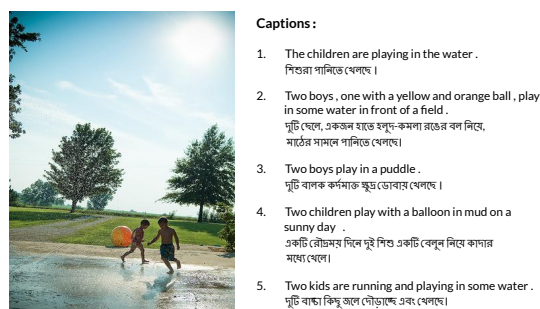 Captions :
1. The children are playing in the water .
শিশুরা পানিতে খেলছে ।
2. Two boys , one with a yellow and orange ball , play
in some water in front of a field .
দুটি ছেলে, একজন হাতে হলুদ-কমলা রঙের বল নিয়ে,
মাঠের সামনে পানিতে খেলছে।
3. Two boys play in a puddle .
দুটি বালক কর্দমাক্ত ক্ষুদ্র ডোবায় খেলছে ।
4. Two children play with a balloon in mud on a
sunny day .
একটি রৌদ্রময় দিনে দুই শিশু একটি বেলুন নিয়ে কাদার
মধ্যে খেলে।
5. Two kids are running and playing in some water .
দুটি বাচ্চা কিছু জলে দৌড়াচ্ছে এবং খেলছে।